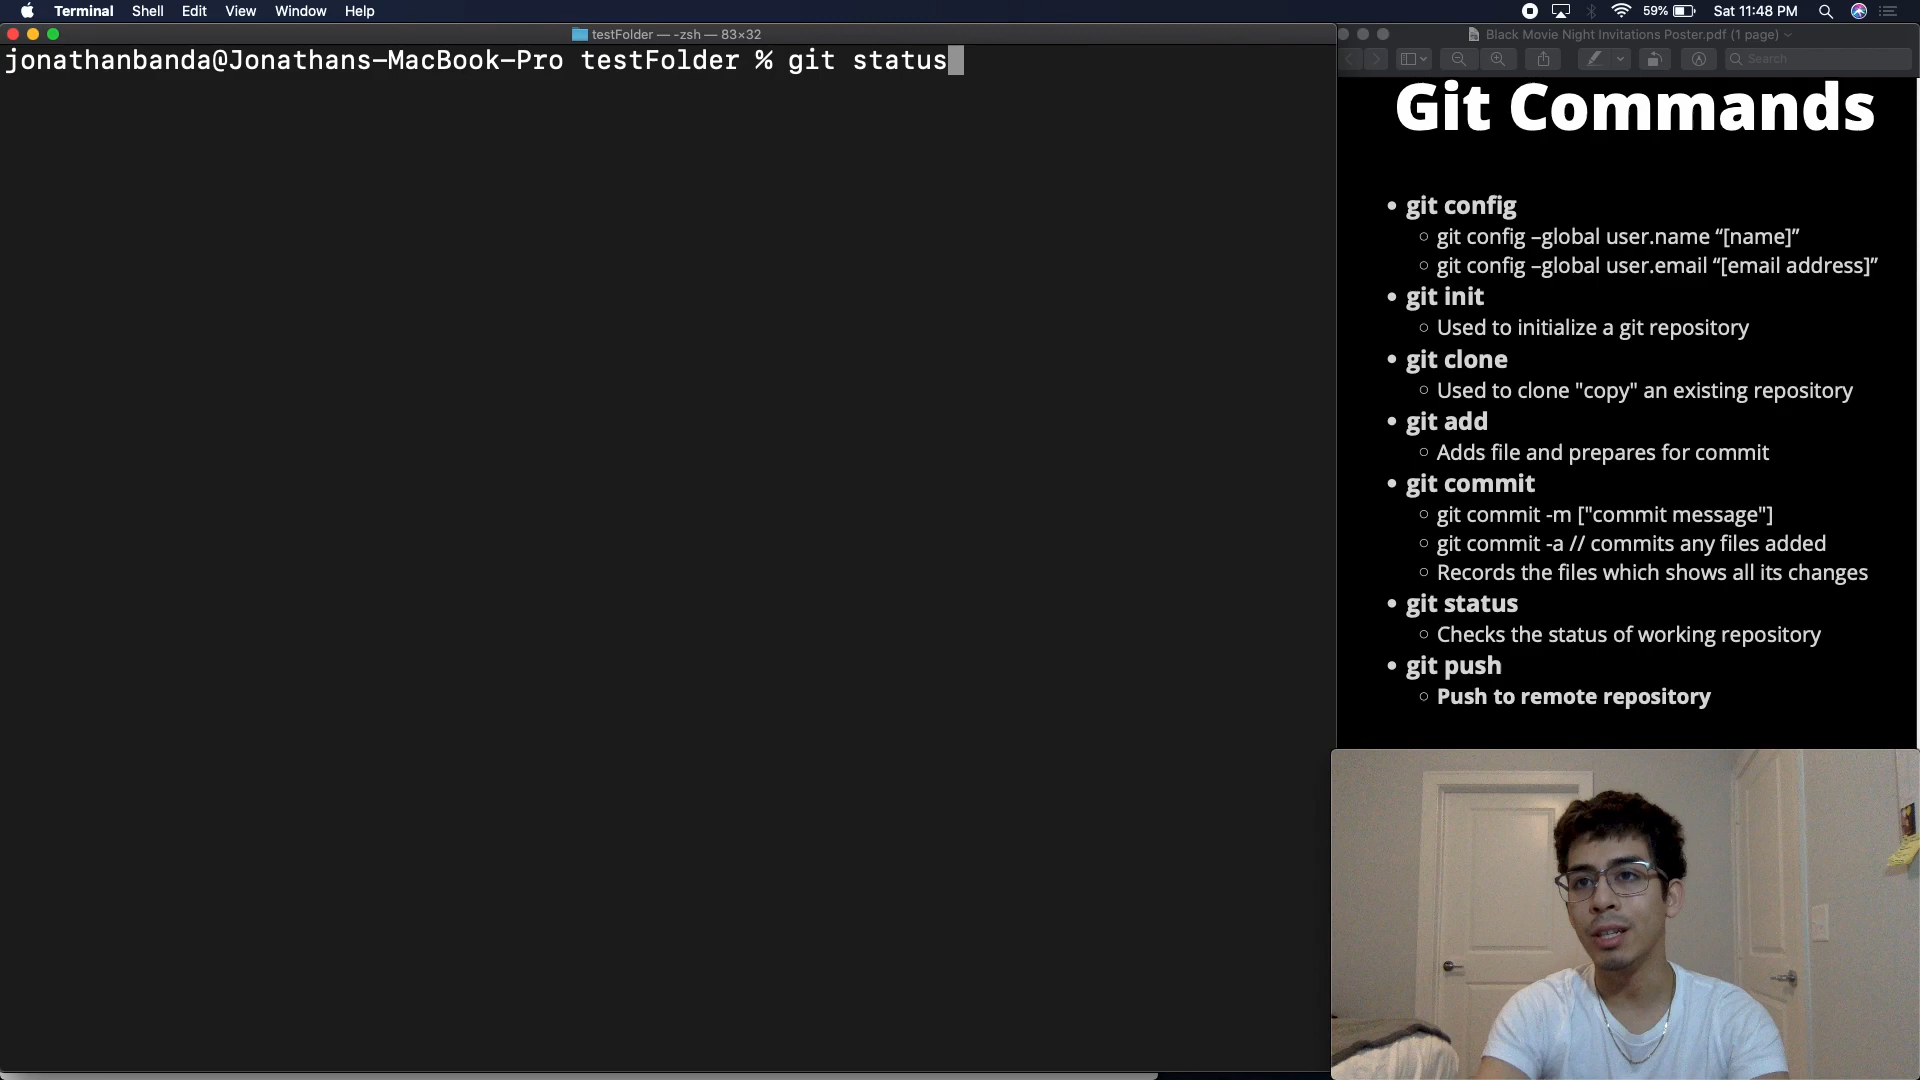 Terminal Shell Edit View Window Help
59% Sat 11:48 PM
testFolder — -zsh — 83×32
jonathanbanda@Jonathans-MacBook-Pro testFolder % git status
Black Movie Night Invitations Poster.pdf (1 page)
Search
Git Commands
• git config
○ git config –global user.name “[name]”
○ git config –global user.email “[email address]”
• git init
○ Used to initialize a git repository
• git clone
○ Used to clone "copy" an existing repository
• git add
○ Adds file and prepares for commit
• git commit
○ git commit -m ["commit message"]
○ git commit -a // commits any files added
○ Records the files which shows all its changes
• git status
○ Checks the status of working repository
• git push
○ Push to remote repository